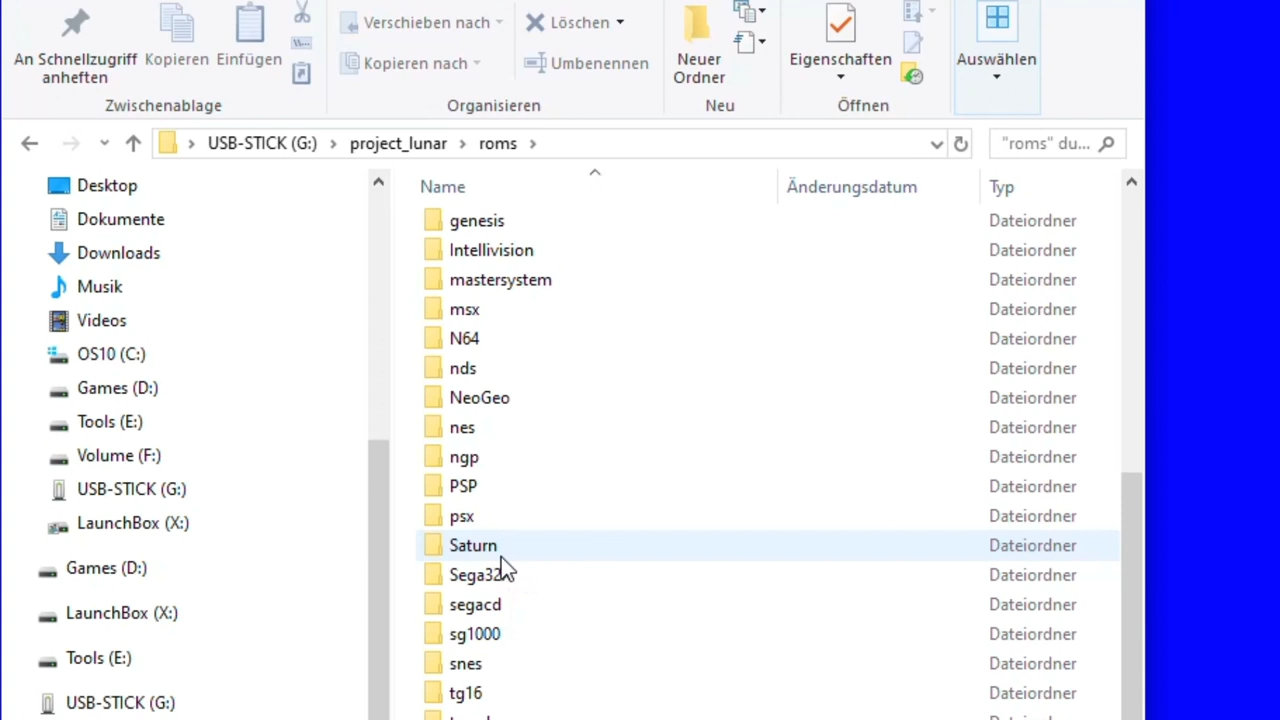 An Schnellzugriff anheften
Kopieren
Einfügen
Verschieben nach
Kopieren nach
Löschen
Umbenennen
Neuer Ordner
Eigenschaften
Auswählen
Zwischenablage
Organisieren
Neu
Öffnen
USB-STICK (G:) › project_lunar › roms ›
"roms" du...
Desktop
Dokumente
Downloads
Musik
Videos
OS10 (C:)
Games (D:)
Tools (E:)
Volume (F:)
USB-STICK (G:)
LaunchBox (X:)
Games (D:)
LaunchBox (X:)
Tools (E:)
USB-STICK (G:)
Name Änderungsdatum Typ
genesis Dateiordner
Intellivision Dateiordner
mastersystem Dateiordner
msx Dateiordner
N64 Dateiordner
nds Dateiordner
NeoGeo Dateiordner
nes Dateiordner
ngp Dateiordner
PSP Dateiordner
psx Dateiordner
Saturn Dateiordner
Sega32 Dateiordner
segacd Dateiordner
sg1000 Dateiordner
snes Dateiordner
tg16 Dateiordner